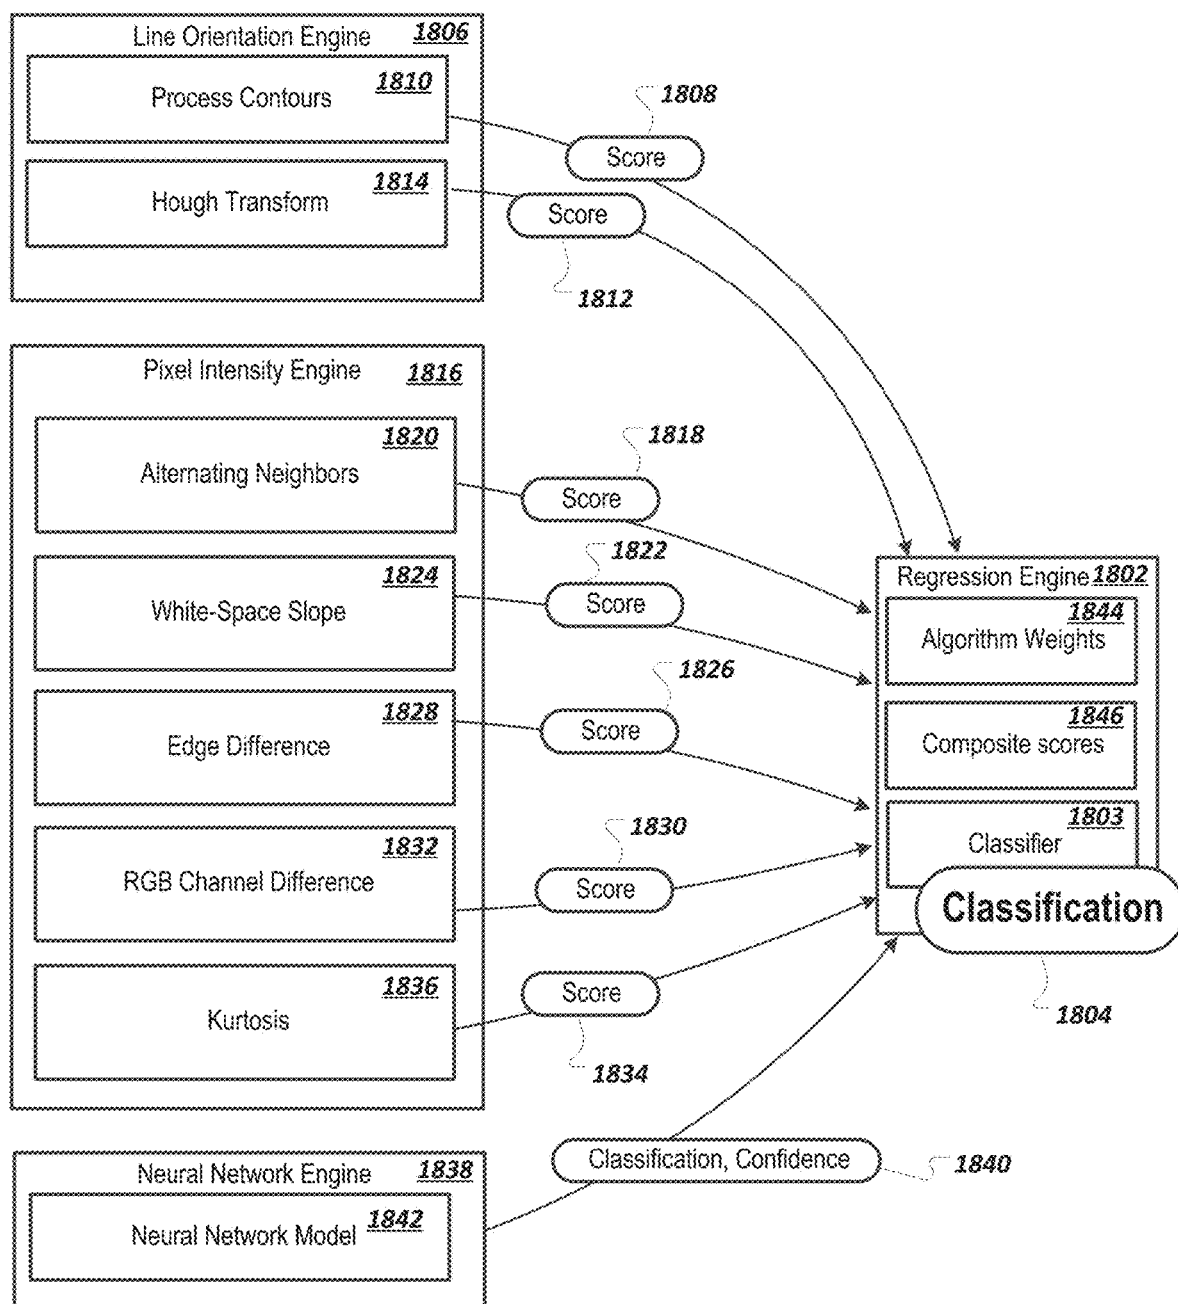 Line Orientation Engine 1806
1810
Process Contours
1808
Score
1814
Hough Transform
Score
1812
Pixel Intensity Engine 1816
1820
Alternating Neighbors
1818
Score
1824
White-Space Slope
1822
Score
1828
Edge Difference
1826
Score
1832
RGB Channel Difference
1830
Score
1836
Kurtosis
Score
1834
Regression Engine 1802
1844
Algorithm Weights
1846
Composite scores
1803
Classifier
Classification
1804
Neural Network Engine 1838
1842
Neural Network Model
Classification, Confidence
1840